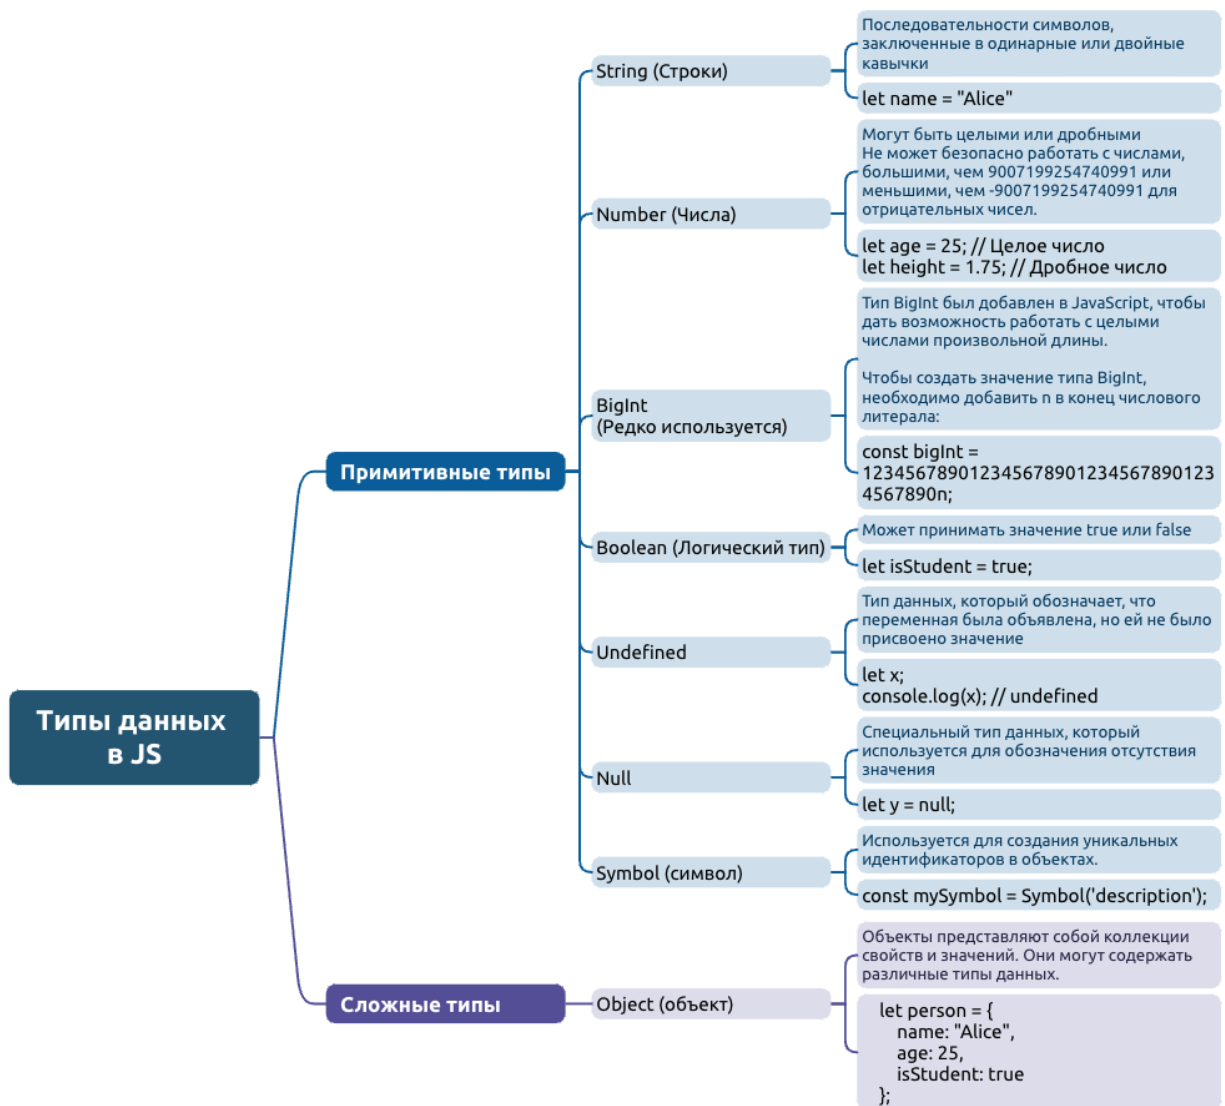 Типы данных
в JS
Примитивные типы
String (Строки)
Последовательности символов,
заключенные в одинарные или двойные
кавычки
let name = "Alice"
Number (Числа)
Могут быть целыми или дробными
Не может безопасно работать с числами,
большими, чем 9007199254740991 или
меньшими, чем -9007199254740991 для
отрицательных чисел.
let age = 25; // Целое число
let height = 1.75; // Дробное число
BigInt
(Редко используется)
Тип BigInt был добавлен в JavaScript, чтобы
дать возможность работать с целыми
числами произвольной длины.
Чтобы создать значение типа BigInt,
необходимо добавить n в конец числового
литерала:
const bigInt =
123456789012345678901234567890123
4567890n;
Boolean (Логический тип)
Может принимать значение true или false
let isStudent = true;
Undefined
Тип данных, который обозначает, что
переменная была объявлена, но ей не было
присвоено значение
let x;
console.log(x); // undefined
Null
Специальный тип данных, который
используется для обозначения отсутствия
значения
let y = null;
Symbol (символ)
Используется для создания уникальных
идентификаторов в объектах.
const mySymbol = Symbol('description');
Сложные типы
Object (объект)
Объекты представляют собой коллекции
свойств и значений. Они могут содержать
различные типы данных.
let person = {
name: "Alice",
age: 25,
isStudent: true
};